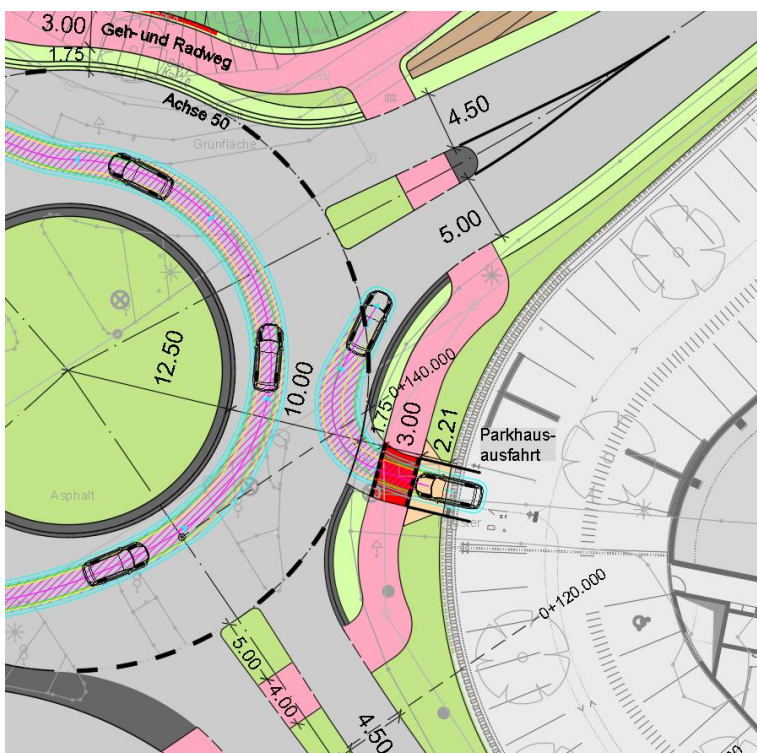 3.00
Geh- und Radweg
1.75
Achse 50
Grünfläche
4.50
5.00
12.50
10.00
1.75
0+140.000
3.00
2.21
Parkhaus-
ausfahrt
Asphalt
0+120.000
5.00
4.00
4.50